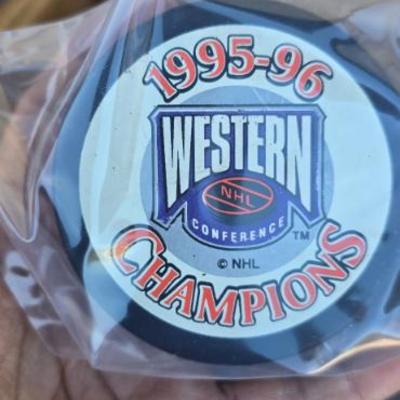 1995-96
WESTERN
NHL
CONFERENCE ™
© NHL
CHAMPIONS